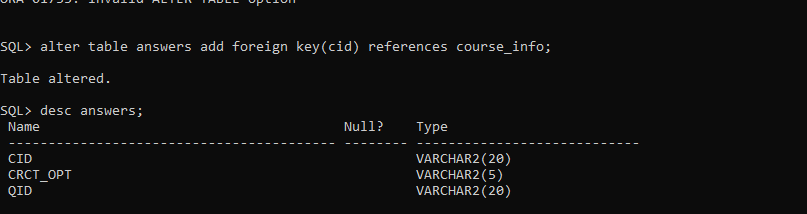 ORA-01735: invalid ALTER TABLE option
SQL> alter table answers add foreign key(cid) references course_info;
Table altered.
SQL> desc answers;
Name Null? Type
----------------------------------------- -------- ----------------------------
CID VARCHAR2(20)
CRCT_OPT VARCHAR2(5)
QID VARCHAR2(20)